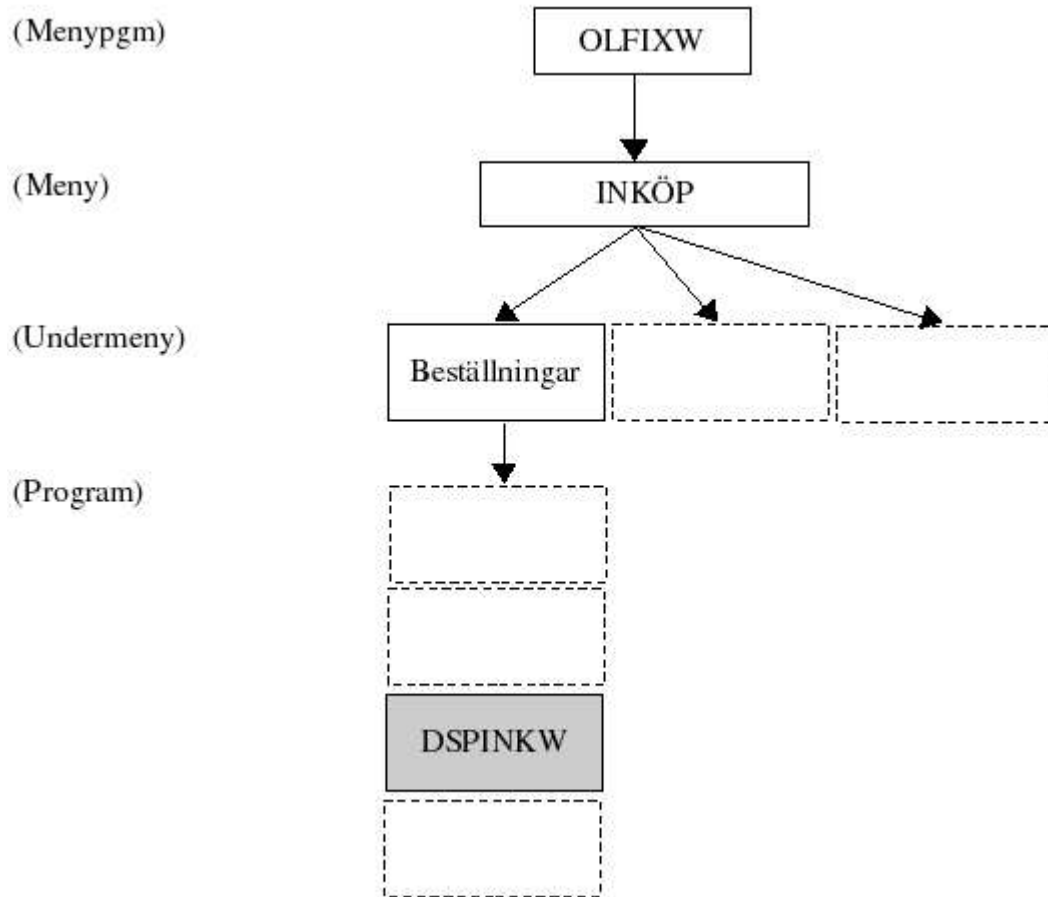 (Menypgm)
OLFIXW
(Meny)
INKÖP
(Undermeny)
Beställningar
(Program)
DSPINKW